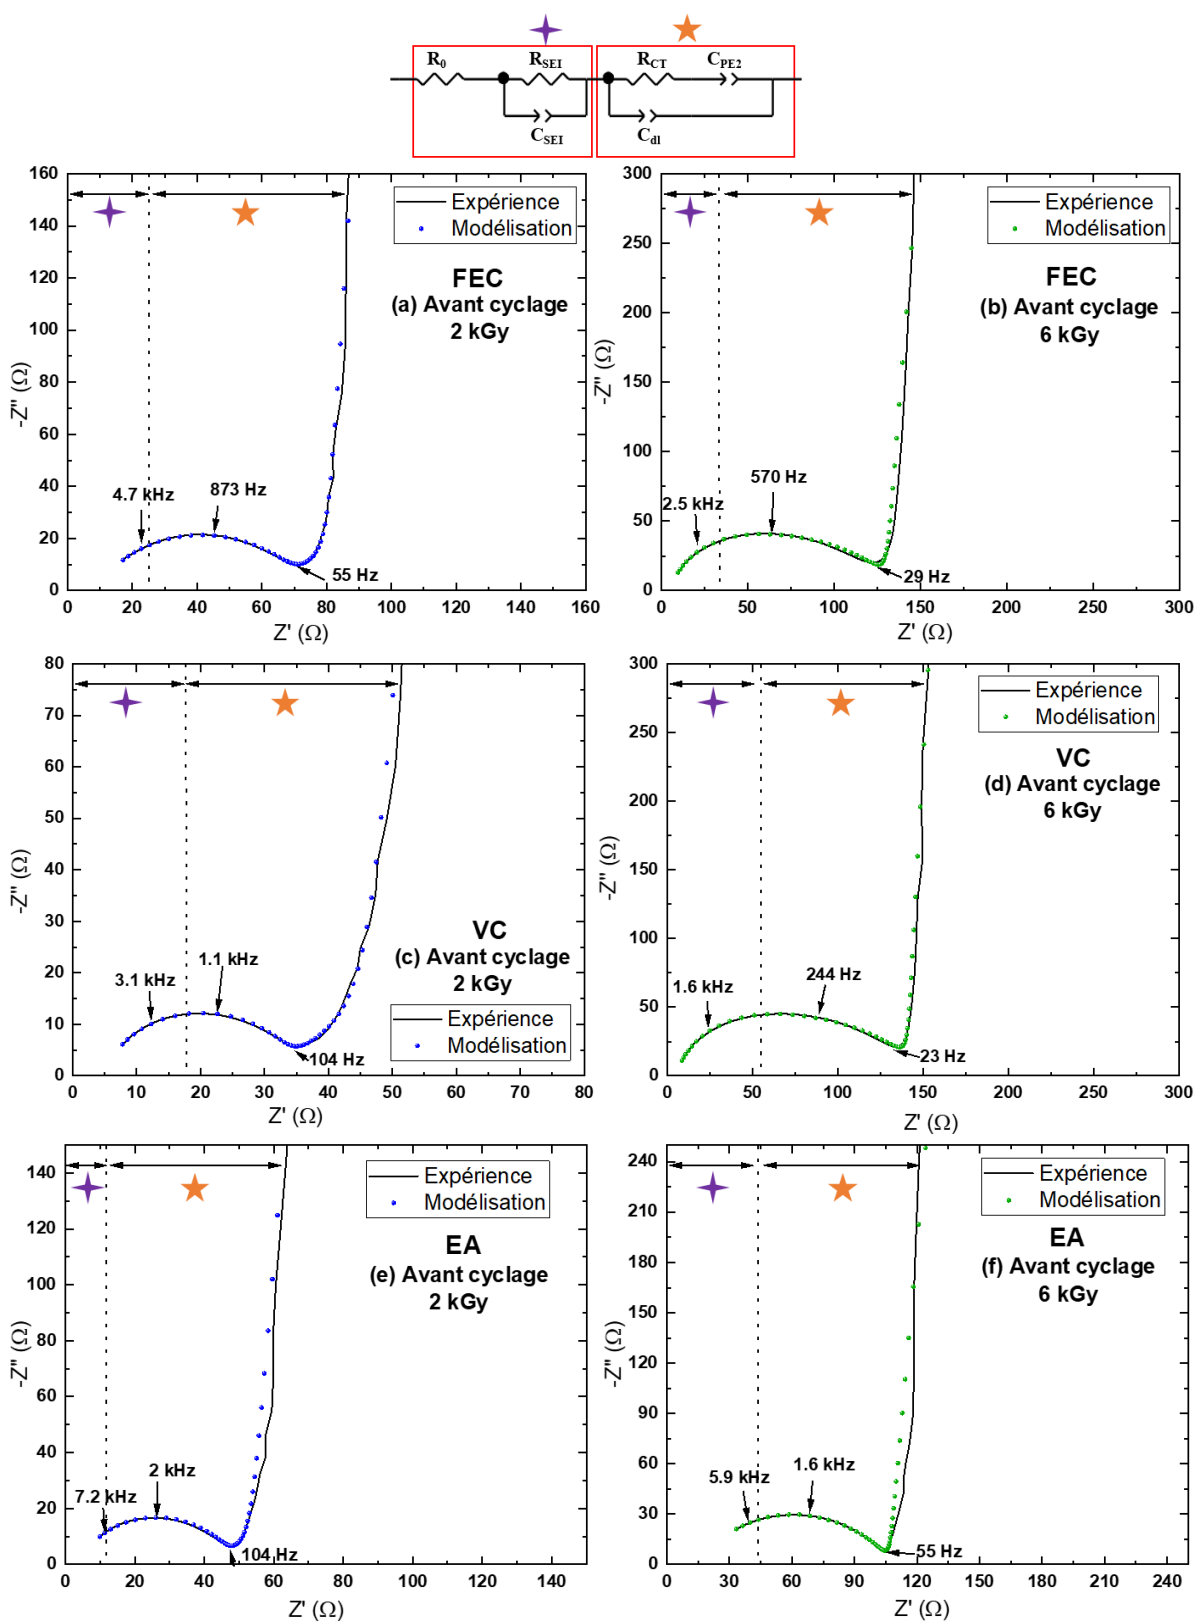 R0 RSEI RCT CPE2
CSEI Cdl
Expérience
Modélisation
FEC
(a) Avant cyclage
2 kGy
4.7 kHz
873 Hz
55 Hz
-Z'' (Ω)
160
140
120
100
80
60
40
20
0
0 20 40 60 80 100 120 140 160
Z' (Ω)
Expérience
Modélisation
FEC
(b) Avant cyclage
6 kGy
2.5 kHz
570 Hz
29 Hz
-Z'' (Ω)
300
250
200
150
100
50
0
0 50 100 150 200 250 300
Z' (Ω)
VC
(c) Avant cyclage
2 kGy
Expérience
Modélisation
3.1 kHz
1.1 kHz
104 Hz
-Z'' (Ω)
80
70
60
50
40
30
20
10
0
0 10 20 30 40 50 60 70 80
Z' (Ω)
Expérience
Modélisation
VC
(d) Avant cyclage
6 kGy
1.6 kHz
244 Hz
23 Hz
-Z'' (Ω)
300
250
200
150
100
50
0
0 50 100 150 200 250 300
Z' (Ω)
Expérience
Modélisation
EA
(e) Avant cyclage
2 kGy
7.2 kHz
2 kHz
104 Hz
-Z'' (Ω)
140
120
100
80
60
40
20
0
0 20 40 60 80 100 120 140
Z' (Ω)
Expérience
Modélisation
EA
(f) Avant cyclage
6 kGy
5.9 kHz
1.6 kHz
55 Hz
-Z'' (Ω)
240
210
180
150
120
90
60
30
0
0 30 60 90 120 150 180 210 240
Z' (Ω)